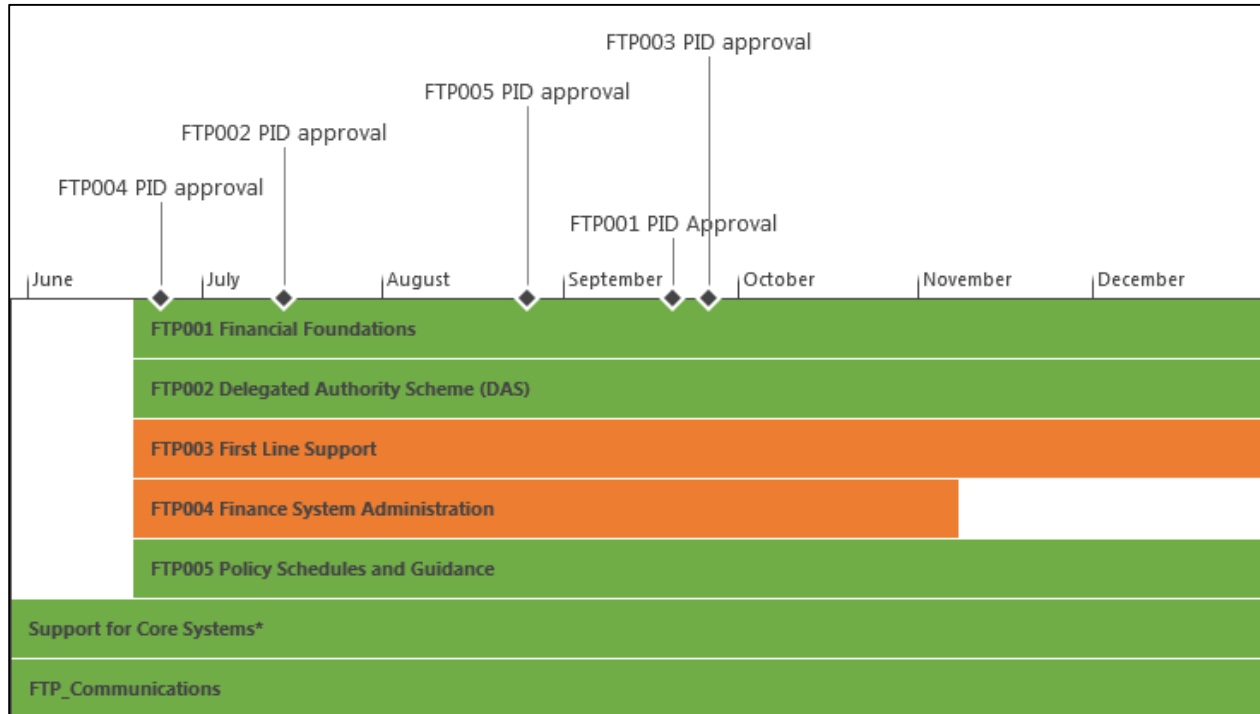 FTP003 PID approval
FTP005 PID approval
FTP002 PID approval
FTP004 PID approval
FTP001 PID Approval
June July August September October November December
FTP001 Financial Foundations
FTP002 Delegated Authority Scheme (DAS)
FTP003 First Line Support
FTP004 Finance System Administration
FTP005 Policy Schedules and Guidance
Support for Core Systems*
FTP_Communications